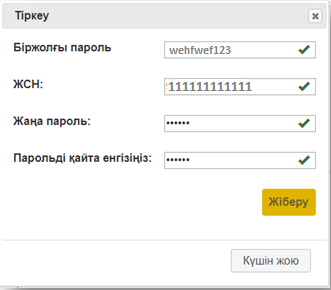 Тіркеу
Біржолғы пароль wehfwef123
ЖСН: 111111111111
Жаңа пароль: ••••••
Парольді қайта енгізіңіз: ••••••
Жіберу
Күшін жою